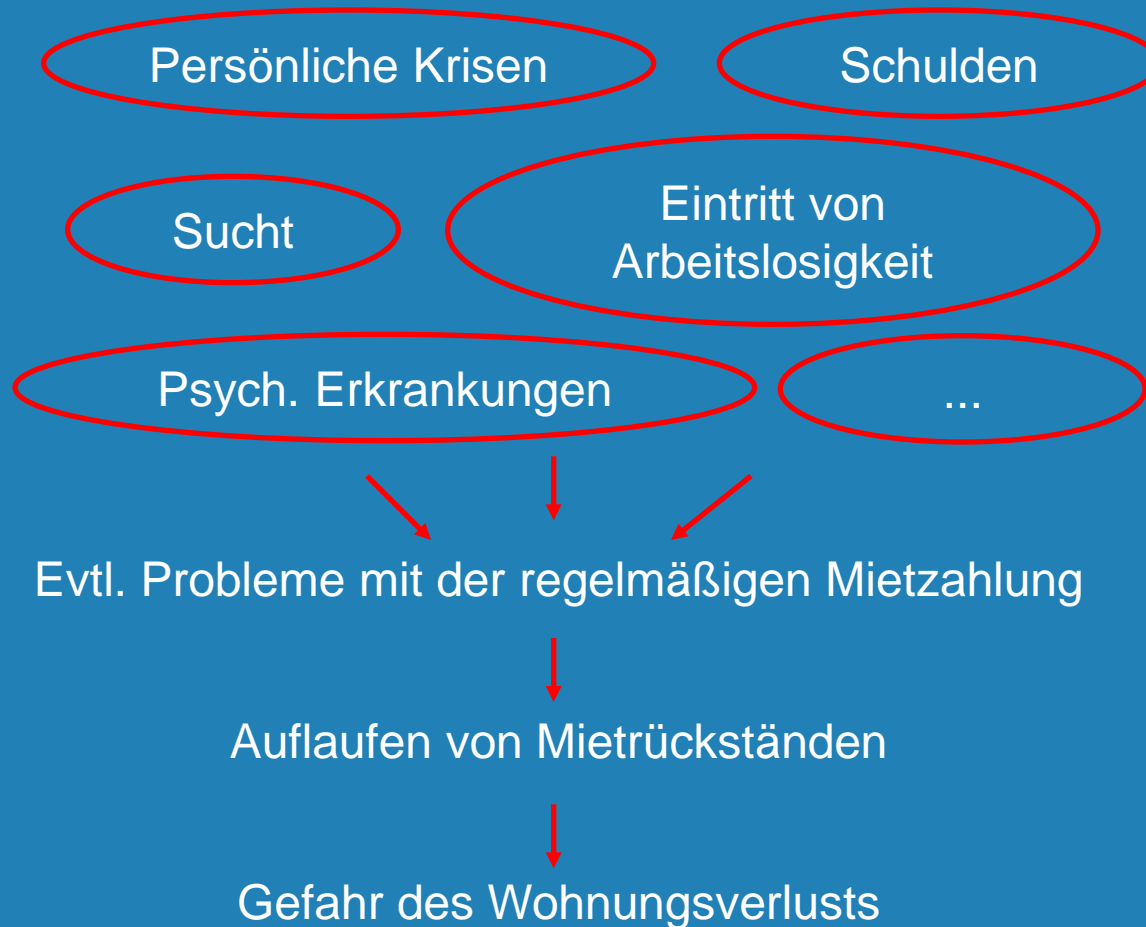 Persönliche Krisen
Schulden
Sucht
Eintritt von
Arbeitslosigkeit
Psych. Erkrankungen
...
Evtl. Probleme mit der regelmäßigen Mietzahlung
Auflaufen von Mietrückständen
Gefahr des Wohnungsverlusts